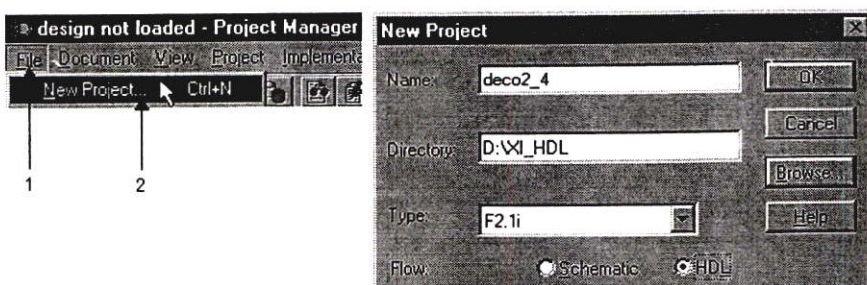 design not loaded - Project Manager
File Document View Project Implementa
New Project... Ctrl+N
1
2
New Project
Name: deco2_4
OK
Cancel
Directory: D:\XI_HDL
Browse...
Type: F2.1i
Help
Flow: Schematic HDL